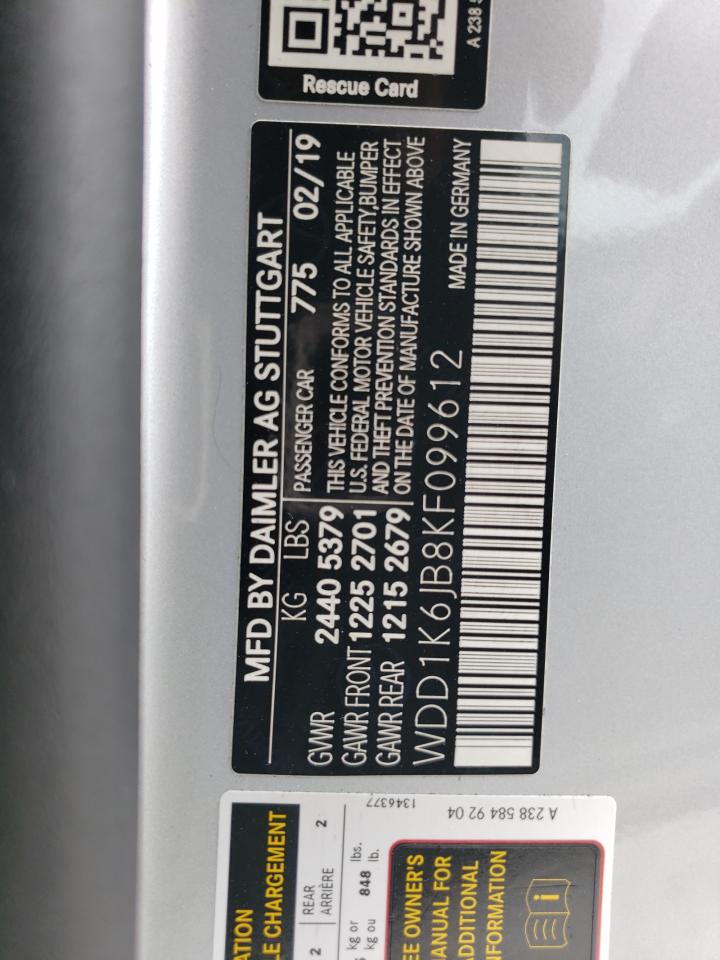 Rescue Card
A 238 5
MFD BY DAIMLER AG STUTTGART
KG LBS
GVWR 2440 5379
GAWR FRONT 1225 2701
GAWR REAR 1215 2679
PASSENGER CAR 775 02/19
THIS VEHICLE CONFORMS TO ALL APPLICABLE
U.S. FEDERAL MOTOR VEHICLE SAFETY,BUMPER
AND THEFT PREVENTION STANDARDS IN EFFECT
ON THE DATE OF MANUFACTURE SHOWN ABOVE
WDD1K6JB8KF099612
MADE IN GERMANY
ATION
LE CHARGEMENT
2 REAR 2
ARRIÈRE
kg or lbs.
kg ou 848 lb.
EE OWNER'S
ANUAL FOR
ADDITIONAL
NFORMATION
1346377
A 238 584 92 04